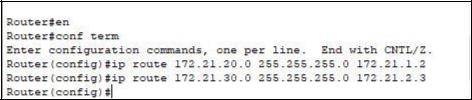 Router#en
Router#conf term
Enter configuration commands, one per line.  End with CNTL/Z.
Router(config)#ip route 172.21.20.0 255.255.255.0 172.21.1.2
Router(config)#ip route 172.21.30.0 255.255.255.0 172.21.2.3
Router(config)#